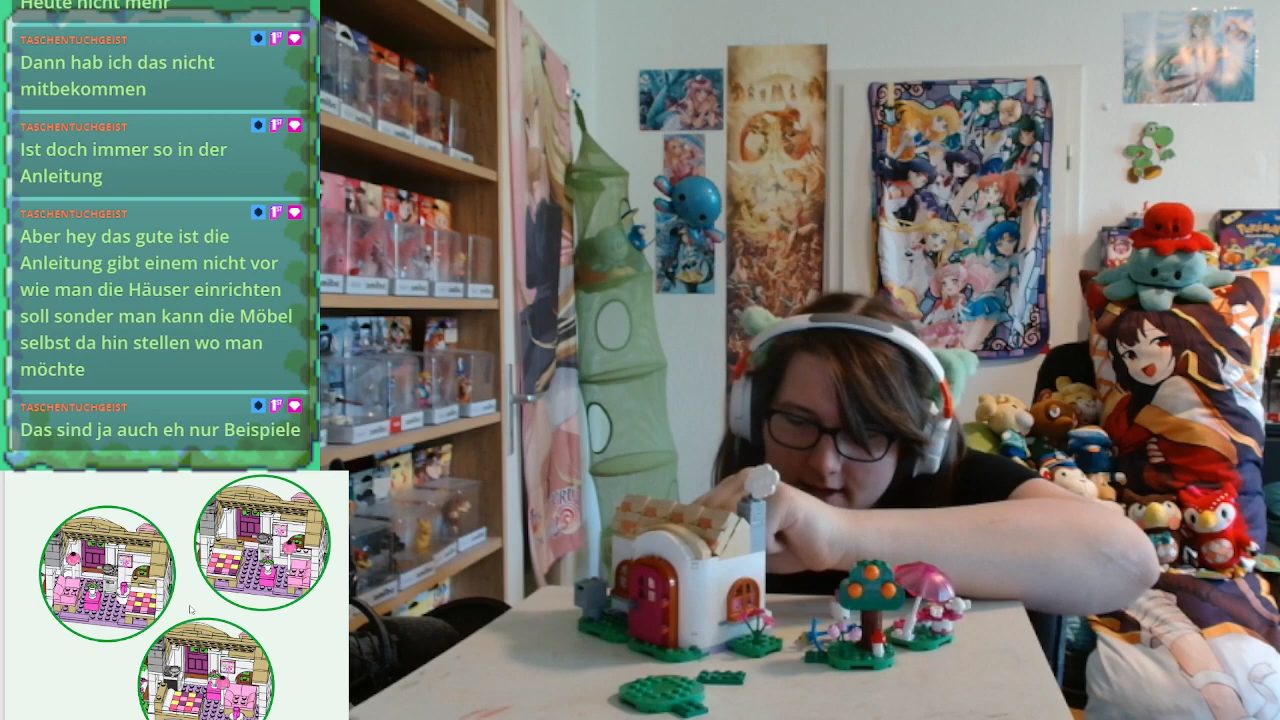 Heute nicht mehr
TASCHENTUCHGEIST
Dann hab ich das nicht
mitbekommen
TASCHENTUCHGEIST
Ist doch immer so in der
Anleitung
TASCHENTUCHGEIST
Aber hey das gute ist die
Anleitung gibt einem nicht vor
wie man die Häuser einrichten
soll sonder man kann die Möbel
selbst da hin stellen wo man
möchte
TASCHENTUCHGEIST
Das sind ja auch eh nur Beispiele